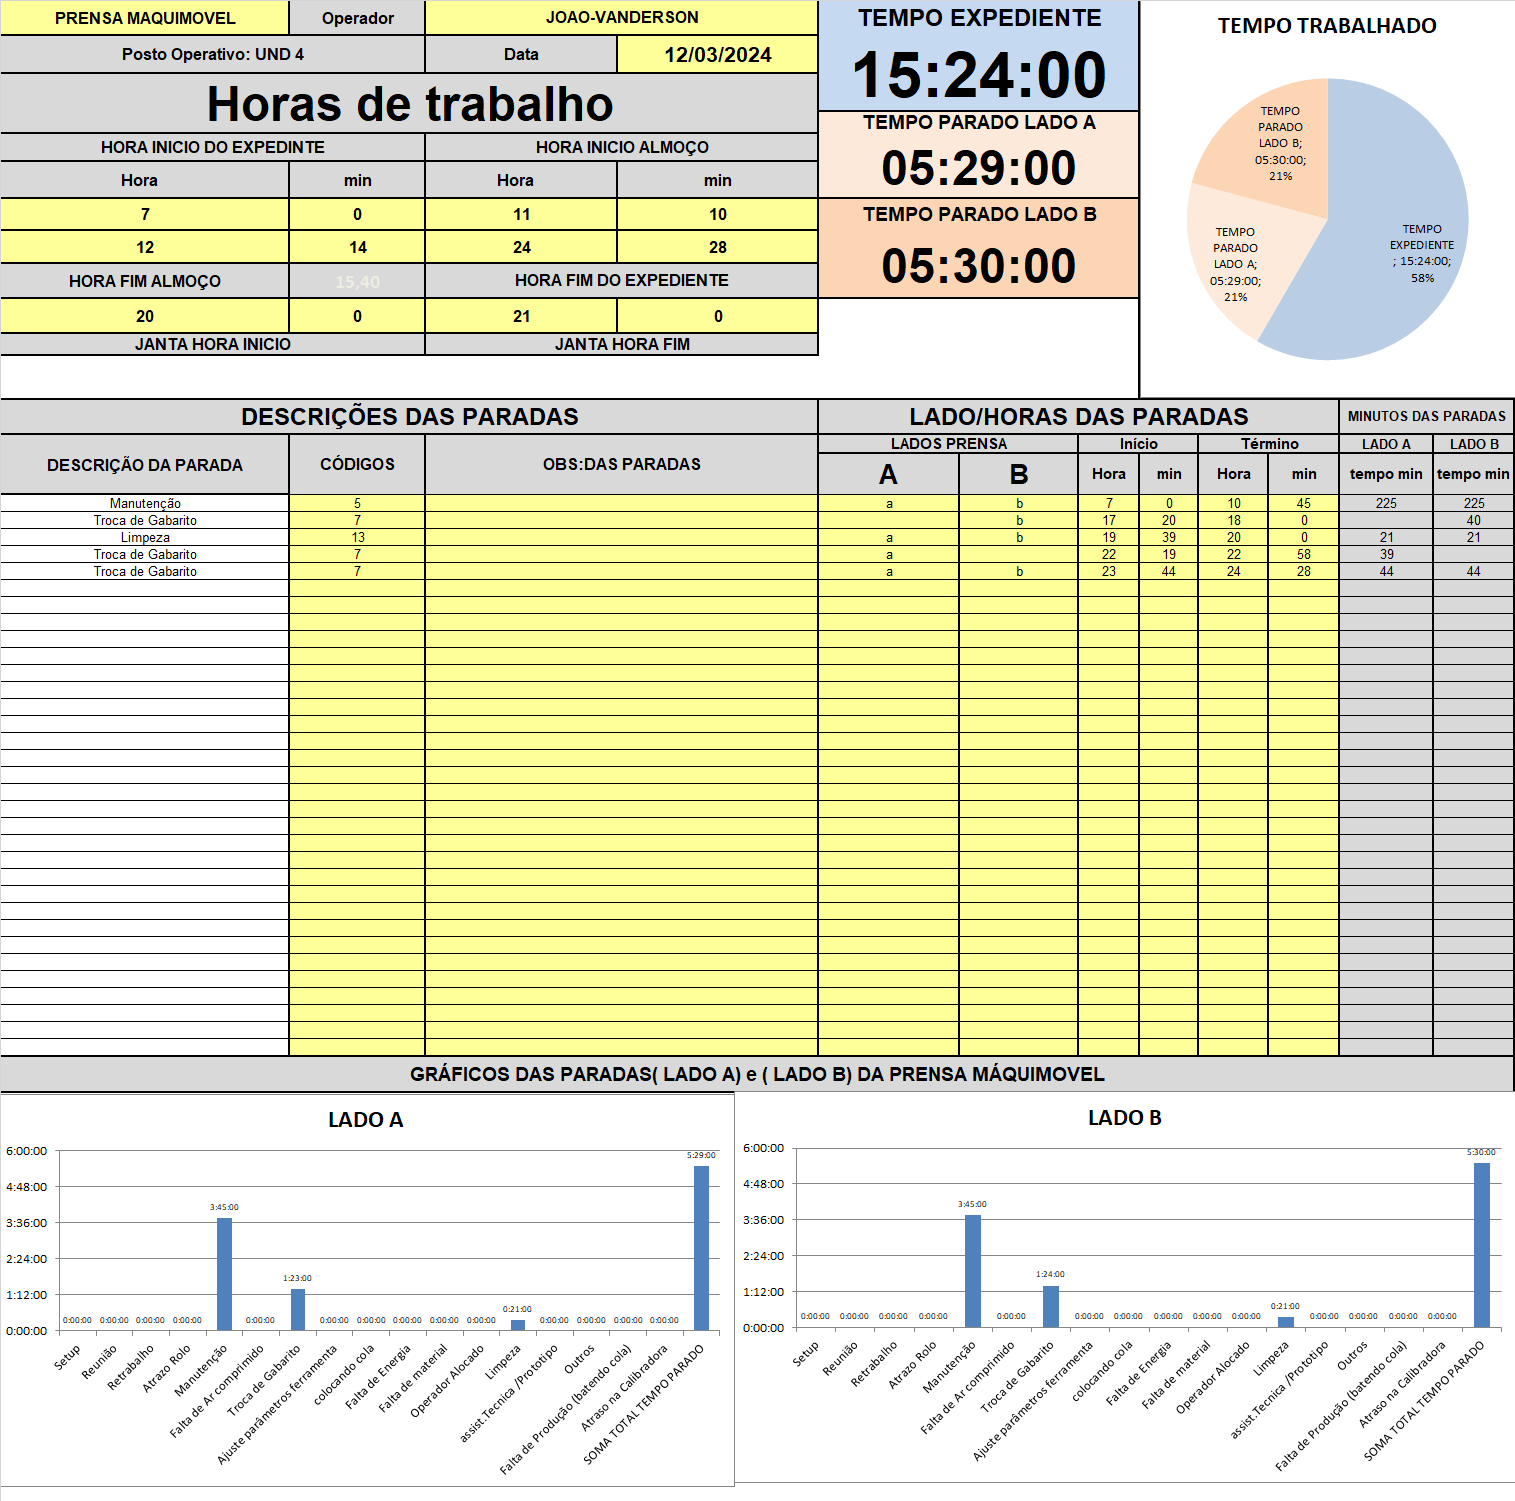 PRENSA MAQUIMOVEL Operador JOAO-VANDERSON
Posto Operativo: UND 4 Data 12/03/2024
Horas de trabalho
HORA INICIO DO EXPEDINTE HORA INICIO ALMOÇO
Hora min Hora min
7 0 11 10
12 14 24 28
HORA FIM ALMOÇO 15,40 HORA FIM DO EXPEDIENTE
20 0 21 0
JANTA HORA INICIO JANTA HORA FIM
TEMPO EXPEDIENTE
15:24:00
TEMPO PARADO LADO A
05:29:00
TEMPO PARADO LADO B
05:30:00
TEMPO TRABALHADO
TEMPO
PARADO
LADO B;
05:30:00;
21%
TEMPO
PARADO
LADO A;
05:29:00;
21%
TEMPO
EXPEDIENTE
; 15:24:00;
58%
DESCRIÇÕES DAS PARADAS LADO/HORAS DAS PARADAS MINUTOS DAS PARADAS
DESCRIÇÃO DA PARADA CÓDIGOS OBS:DAS PARADAS LADOS PRENSA Início Término LADO A LADO B
A B Hora min Hora min tempo min tempo min
Manutenção 5 a b 7 0 10 45 225 225
Troca de Gabarito 7 b 17 20 18 0 40
Limpeza 13 a b 19 39 20 0 21 21
Troca de Gabarito 7 a 22 19 22 58 39
Troca de Gabarito 7 a b 23 44 24 28 44 44
GRÁFICOS DAS PARADAS( LADO A) e ( LADO B) DA PRENSA MÁQUIMOVEL
LADO A
6:00:00
4:48:00
3:36:00
2:24:00
1:12:00
0:00:00
0:00:00 0:00:00 0:00:00 0:00:00 3:45:00 0:00:00 1:23:00 0:00:00 0:00:00 0:00:00 0:00:00 0:00:00 0:21:00 0:00:00 0:00:00 0:00:00 0:00:00 5:29:00
Setup
Reunião
Retrabalho
Atrazo Rolo
Manutenção
Falta de Ar comprimido
Troca de Gabarito
Ajuste parâmetros ferramenta
colocando cola
Falta de Energia
Falta de material
Operador Alocado
Limpeza
assist.Tecnica /Prototipo
Outros
Falta de Produção (batendo cola)
Atraso na Calibradora
SOMA TOTAL TEMPO PARADO
LADO B
6:00:00
4:48:00
3:36:00
2:24:00
1:12:00
0:00:00
0:00:00 0:00:00 0:00:00 0:00:00 3:45:00 0:00:00 1:24:00 0:00:00 0:00:00 0:00:00 0:00:00 0:00:00 0:21:00 0:00:00 0:00:00 0:00:00 0:00:00 5:30:00
Setup
Reunião
Retrabalho
Atrazo Rolo
Manutenção
Falta de Ar comprimido
Troca de Gabarito
Ajuste parâmetros ferramenta
colocando cola
Falta de Energia
Falta de material
Operador Alocado
Limpeza
assist.Tecnica /Prototipo
Outros
Falta de Produção (batendo cola)
Atraso na Calibradora
SOMA TOTAL TEMPO PARADO